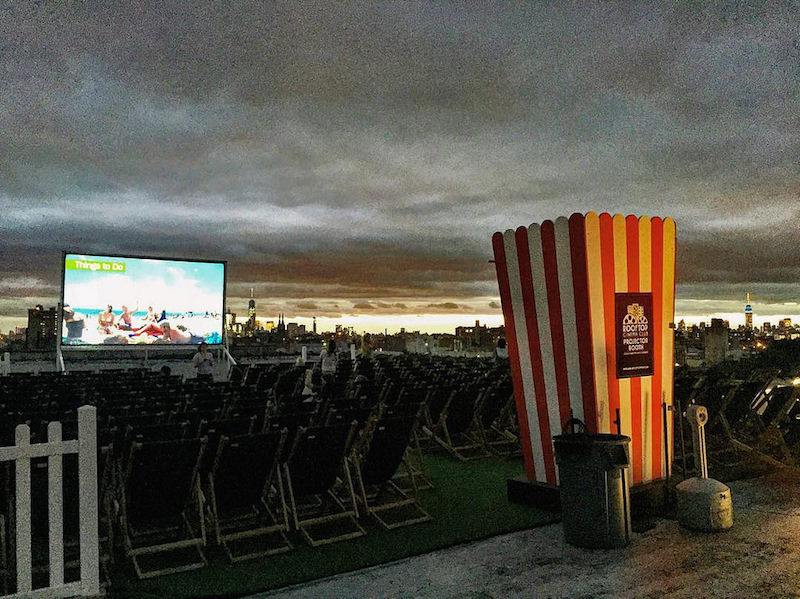 Things to Do
ROOFTOP
CINEMA CLUB
PROJECTOR
BOOTH